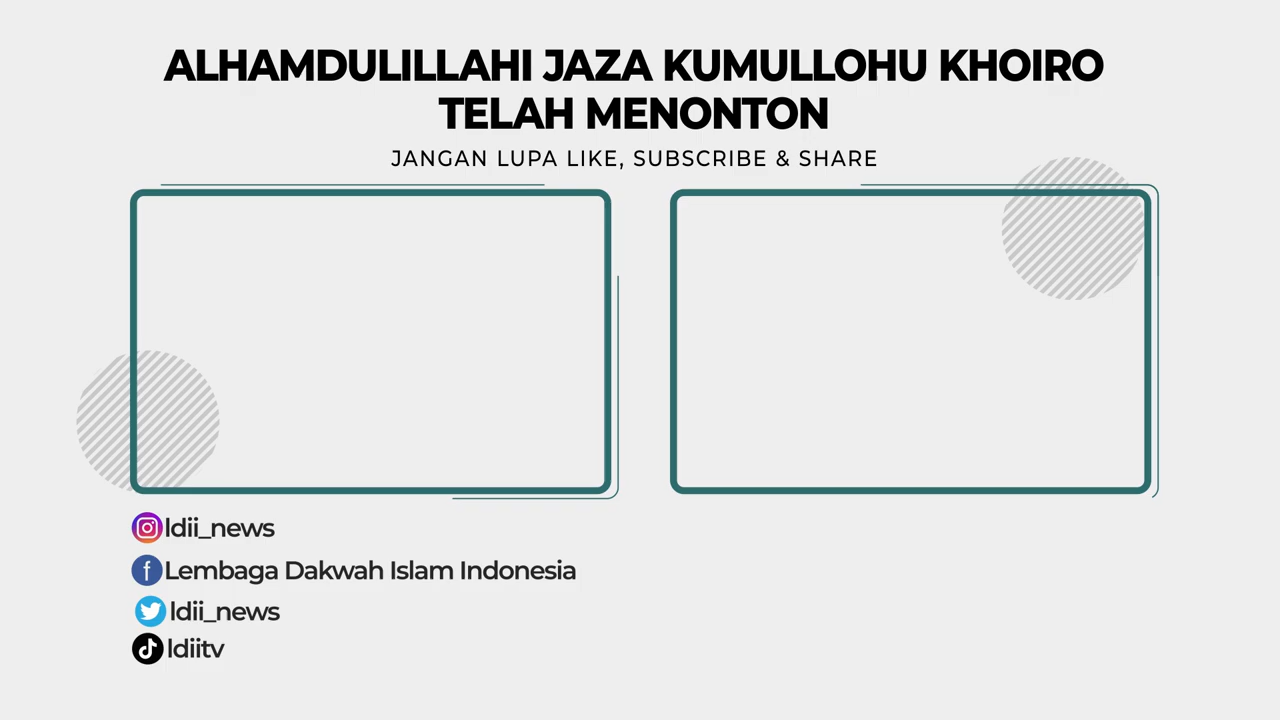 ALHAMDULILLAHI JAZA KUMULLOHU KHOIRO
TELAH MENONTON
JANGAN LUPA LIKE, SUBSCRIBE & SHARE
ldii_news
Lembaga Dakwah Islam Indonesia
ldii_news
ldiitv